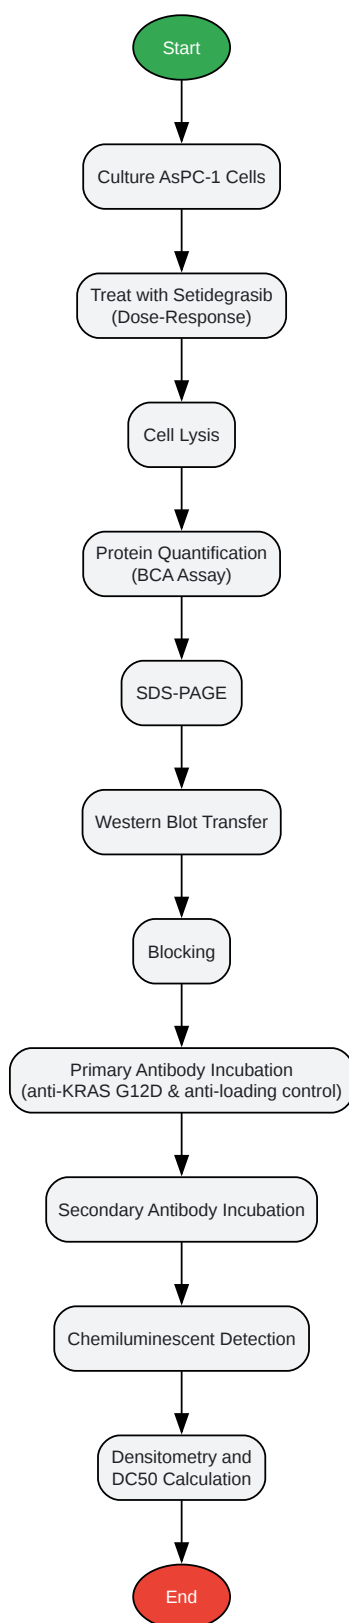 Start
Culture AsPC-1 Cells
Treat with Setidegrasib
(Dose-Response)
Cell Lysis
Protein Quantification
(BCA Assay)
SDS-PAGE
Western Blot Transfer
Blocking
Primary Antibody Incubation
(anti-KRAS G12D & anti-loading control)
Secondary Antibody Incubation
Chemiluminescent Detection
Densitometry and
DC50 Calculation
End